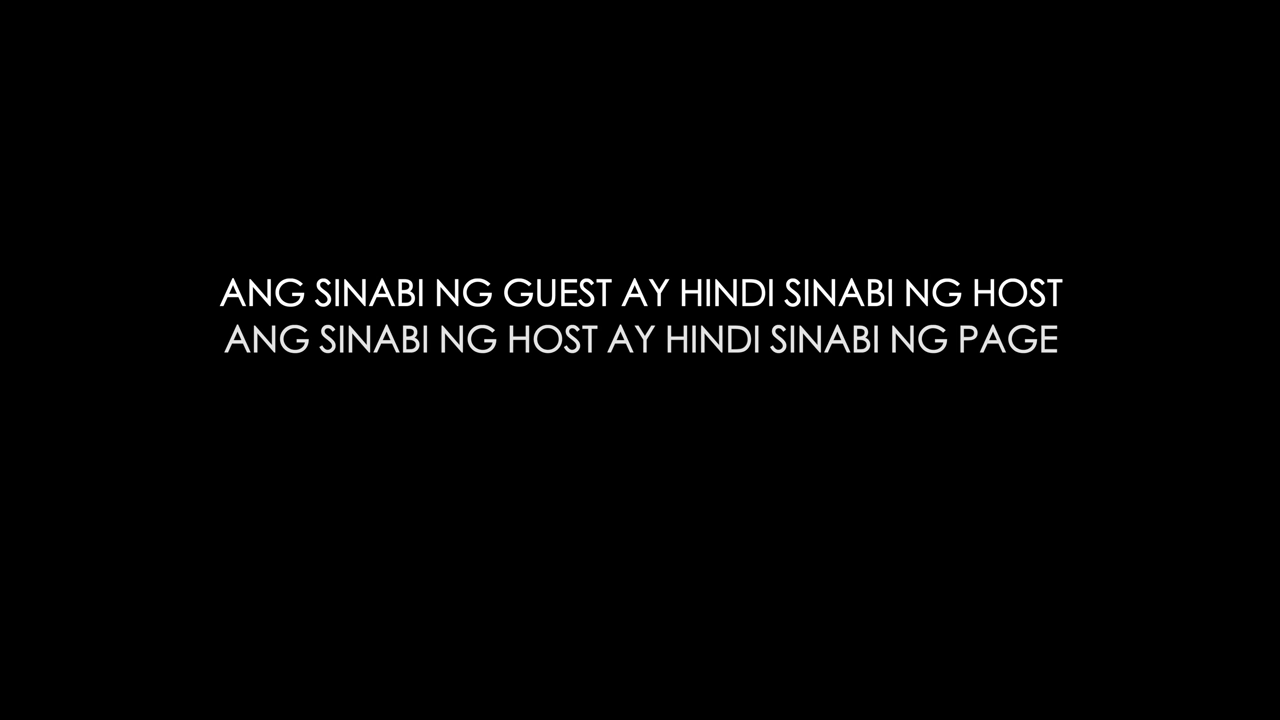 ANG SINABI NG GUEST AY HINDI SINABI NG HOST
ANG SINABI NG HOST AY HINDI SINABI NG PAGE